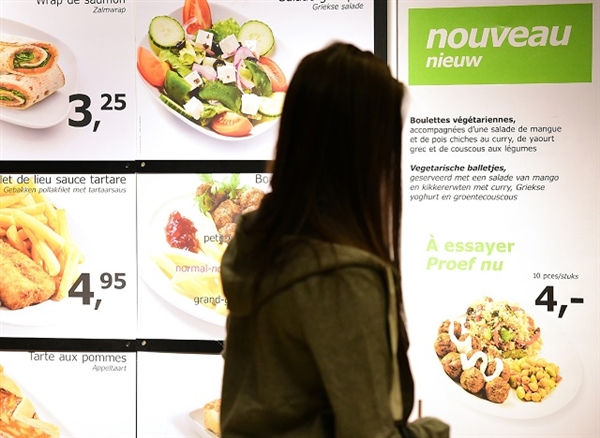 Wrap de saumon
Zalmwrap
3,25
Griekse salade
nouveau
nieuw
Boulettes végétariennes,
accompagnées d'une salade de mangue
et de pois chiches au curry, de yaourt
grec et de couscous aux légumes
Vegetarische balletjes,
geserveerd met een salade van mango
en kikkererwten met curry, Griekse
yoghurt en groentecouscous
À essayer
Proef nu
10 pces/stuks
4,-
let de lieu sauce tartare
Gebakken pollakfilet met tartaarsaus
4,95
Bo
petit
normal-no
grand-g
Tarte aux pommes
Appeltaart